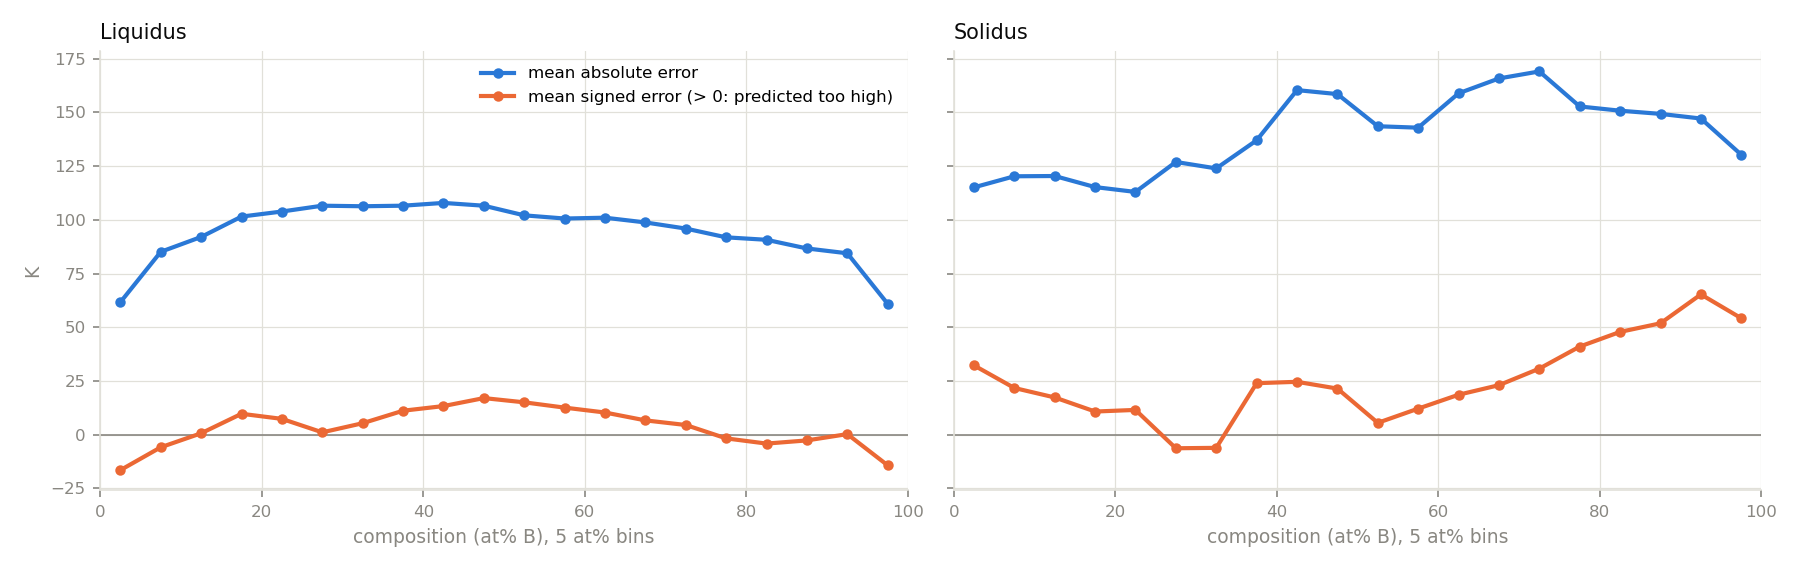 Liquidus
Solidus
mean absolute error
mean signed error (> 0: predicted too high)
K
175
150
125
100
75
50
25
0
−25
0 20 40 60 80 100
0 20 40 60 80 100
composition (at% B), 5 at% bins
composition (at% B), 5 at% bins